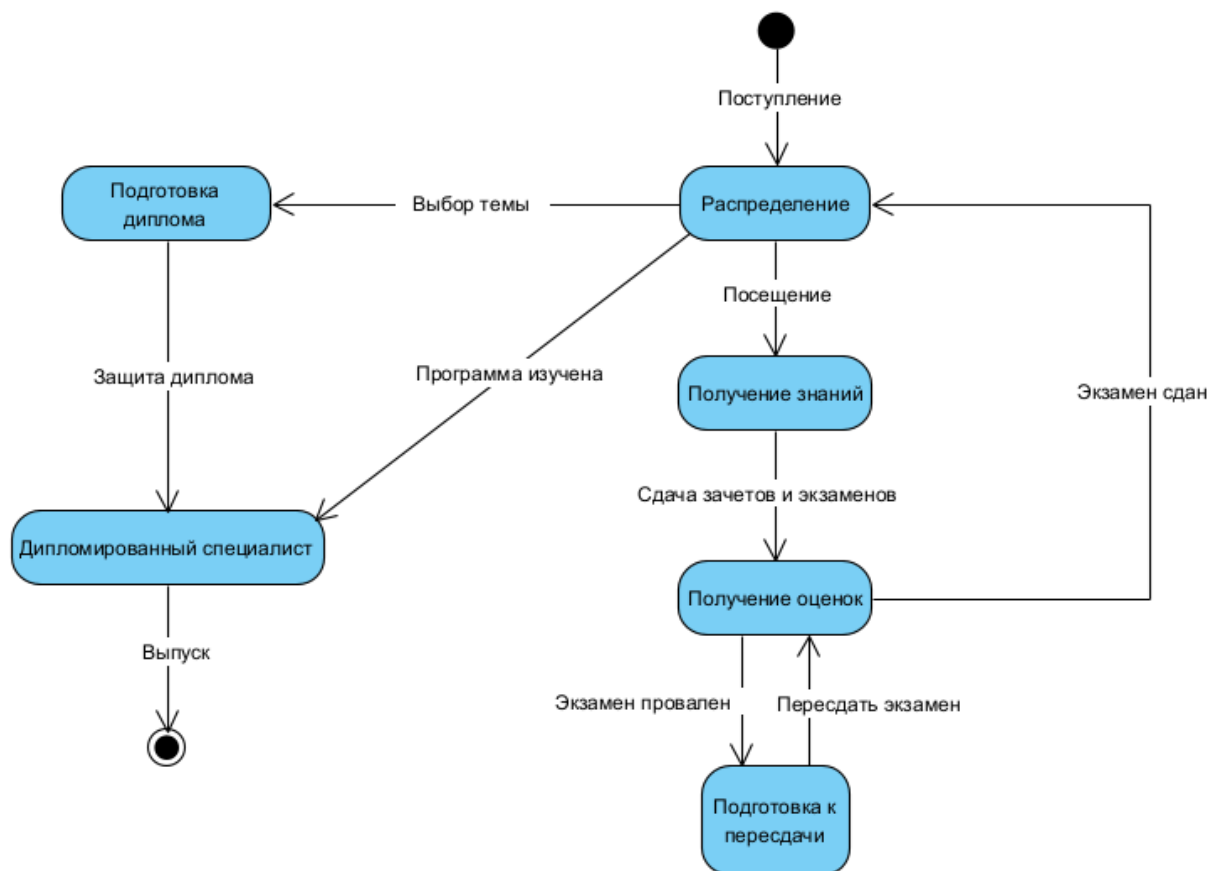 Поступление
Подготовка
диплома
Выбор темы
Распределение
Посещение
Защита диплома
Программа изучена
Получение знаний
Экзамен сдан
Сдача зачетов и экзаменов
Дипломированный специалист
Получение оценок
Выпуск
Экзамен провален
Пересдать экзамен
Подготовка к
пересдачи